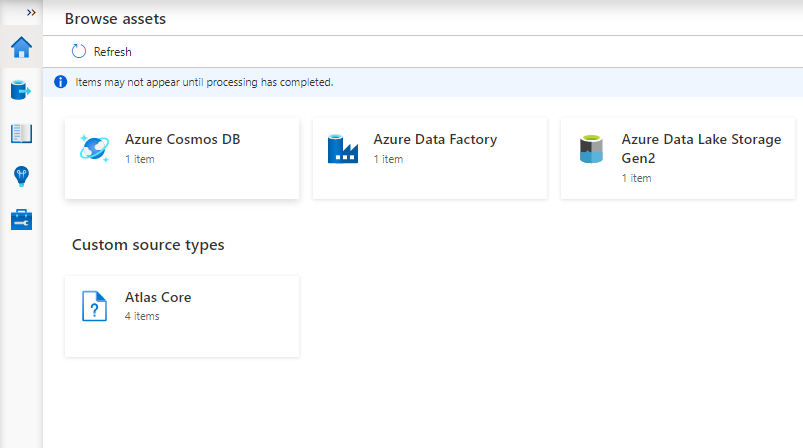 »
Browse assets
Refresh
Items may not appear until processing has completed.
Azure Cosmos DB
1 item
Azure Data Factory
1 item
Azure Data Lake Storage
Gen2
1 item
Custom source types
Atlas Core
4 items